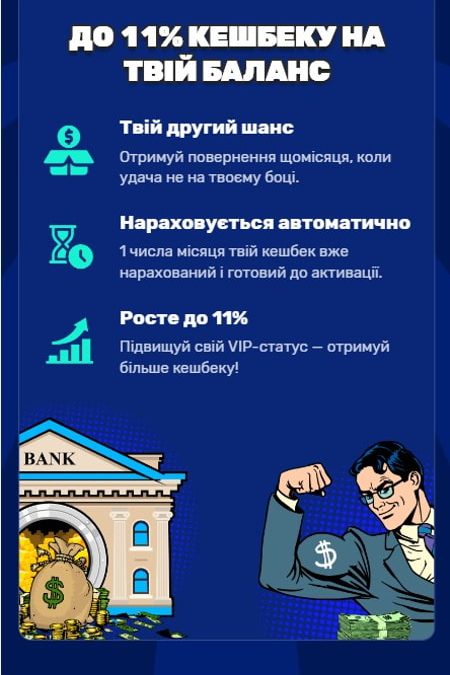 ДО 11% КЕШБЕКУ НА
ТВІЙ БАЛАНС
$
Твій другий шанс
Отримуй повернення щомісяця, коли
удача не на твоєму боці.
Нараховується автоматично
1 числа місяця твій кешбек вже
нарахований і готовий до активації.
Росте до 11%
Підвищуй свій VIP-статус — отримуй
більше кешбеку!
BANK
$
$